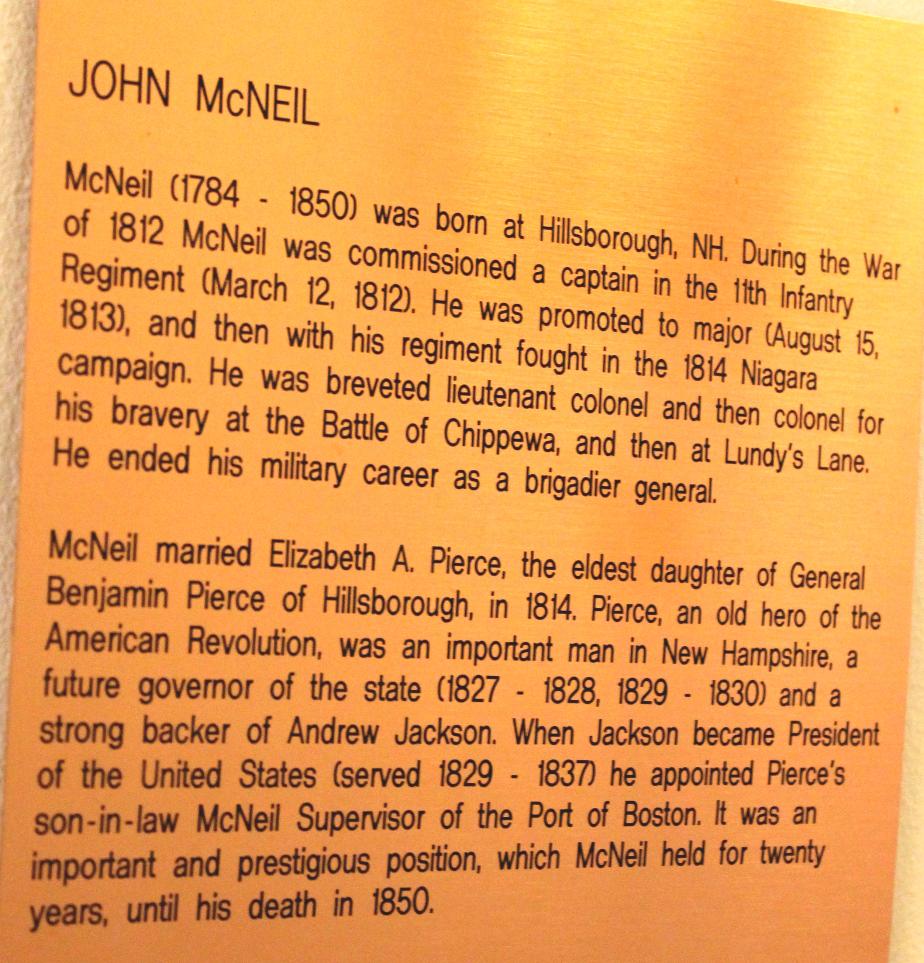 JOHN McNEIL
McNeil (1784 - 1850) was born at Hillsborough, NH. During the War
of 1812 McNeil was commissioned a captain in the 11th Infantry
Regiment (March 12, 1812). He was promoted to major (August 15,
1813), and then with his regiment fought in the 1814 Niagara
campaign. He was breveted lieutenant colonel and then colonel for
his bravery at the Battle of Chippewa, and then at Lundy's Lane.
He ended his military career as a brigadier general.
McNeil married Elizabeth A. Pierce, the eldest daughter of General
Benjamin Pierce of Hillsborough, in 1814. Pierce, an old hero of the
American Revolution, was an important man in New Hampshire, a
future governor of the state (1827 - 1828, 1829 - 1830) and a
strong backer of Andrew Jackson. When Jackson became President
of the United States (served 1829 - 1837) he appointed Pierce's
son-in-law McNeil Supervisor of the Port of Boston. It was an
important and prestigious position, which McNeil held for twenty
years, until his death in 1850.